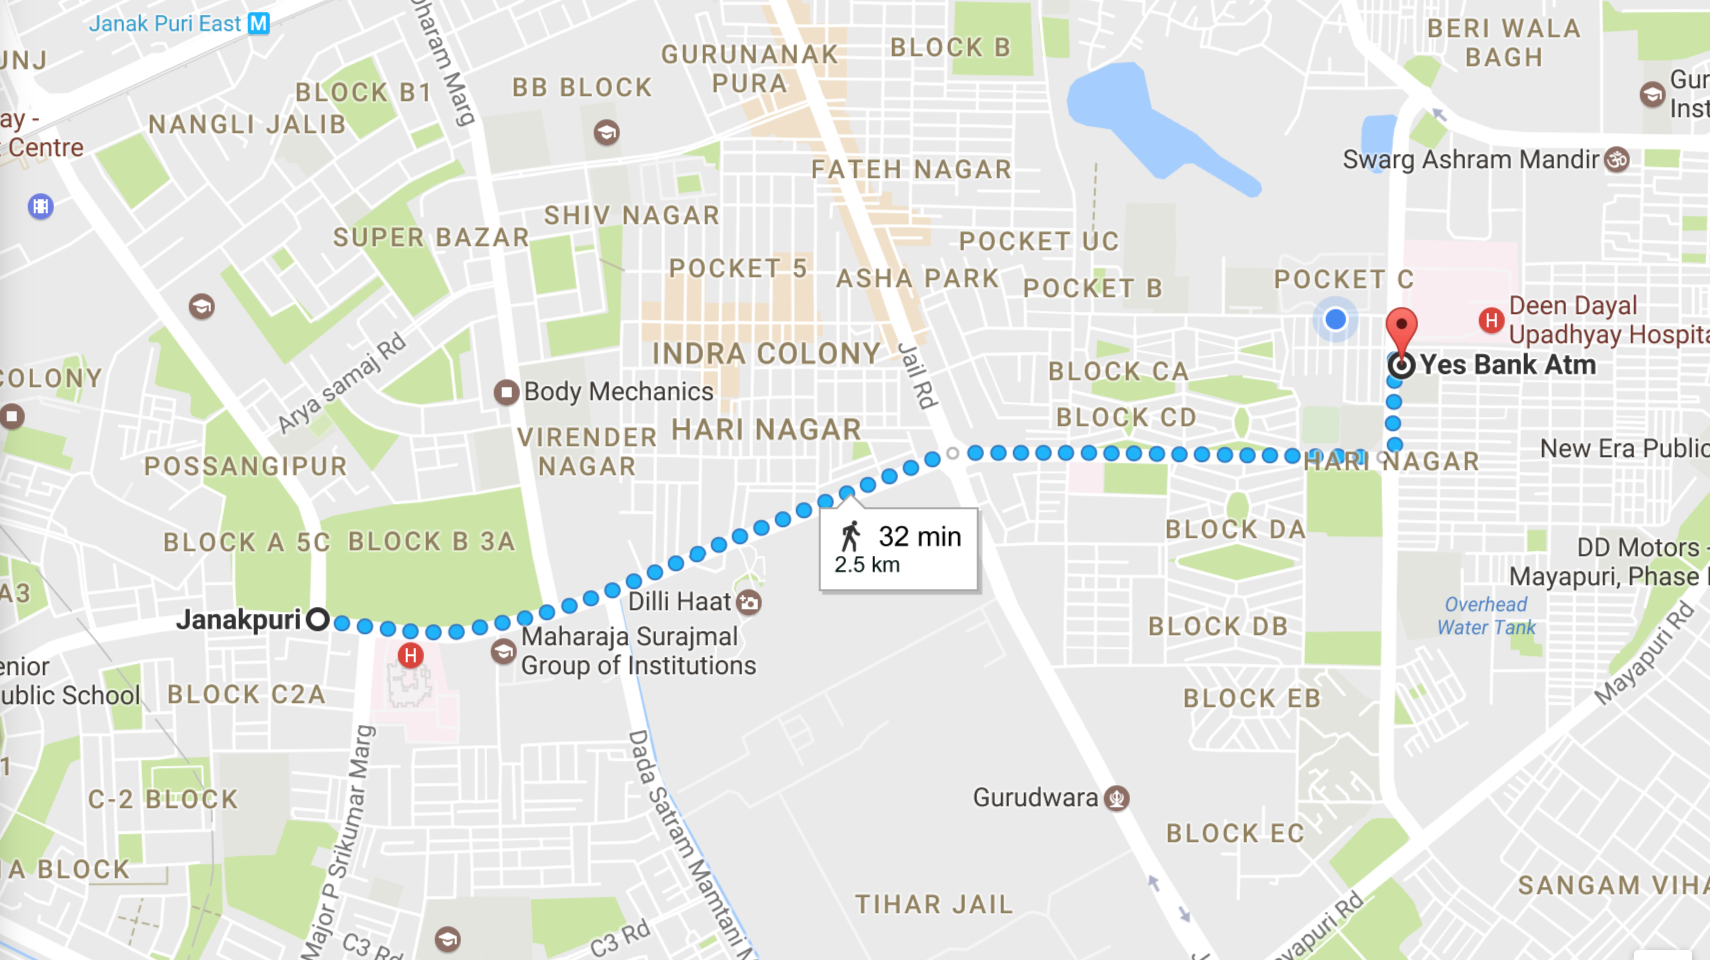 Janak Puri East M
UNJ
BLOCK B1
NANGLI JALIB
ay -
Centre
Dharam Marg
BB BLOCK
GURUNANAK
PURA
BLOCK B
BERI WALA
BAGH
Gur
Inst
Swarg Ashram Mandir
FATEH NAGAR
SHIV NAGAR
SUPER BAZAR
POCKET 5
ASHA PARK
POCKET UC
POCKET B
POCKET C
Deen Dayal
Upadhyay Hospita
H
Yes Bank Atm
INDRA COLONY
Jail Rd
BLOCK CA
BLOCK CD
COLONY
Arya samaj Rd
Body Mechanics
VIRENDER
NAGAR
HARI NAGAR
HARI NAGAR
New Era Public
POSSANGIPUR
BLOCK A 5C
BLOCK B 3A
32 min
2.5 km
BLOCK DA
DD Motors -
Mayapuri, Phase I
Overhead
Water Tank
A3
Janakpuri
H
Dilli Haat
Maharaja Surajmal
Group of Institutions
BLOCK DB
Mayapuri Rd
enior
ublic School
BLOCK C2A
BLOCK EB
Major P Srikumar Marg
Dada Satram Mamtani M
1
C-2 BLOCK
Gurudwara
BLOCK EC
A BLOCK
TIHAR JAIL
SANGAM VIHA
C3 Rd
C3 Rd
ayapuri Rd
J